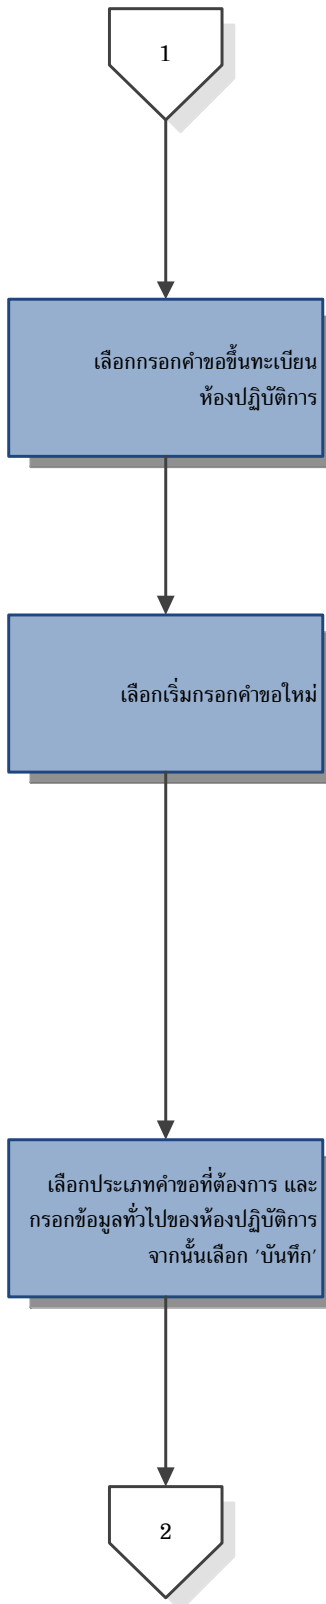 1
เลือกกรอกคำขอขึ้นทะเบียน
ห้องปฏิบัติการ
เลือกเริ่มกรอกคำขอใหม่
เลือกประเภทคำขอที่ต้องการ และ
กรอกข้อมูลทั่วไปของห้องปฏิบัติการ
จากนั้นเลือก 'บันทึก'
2